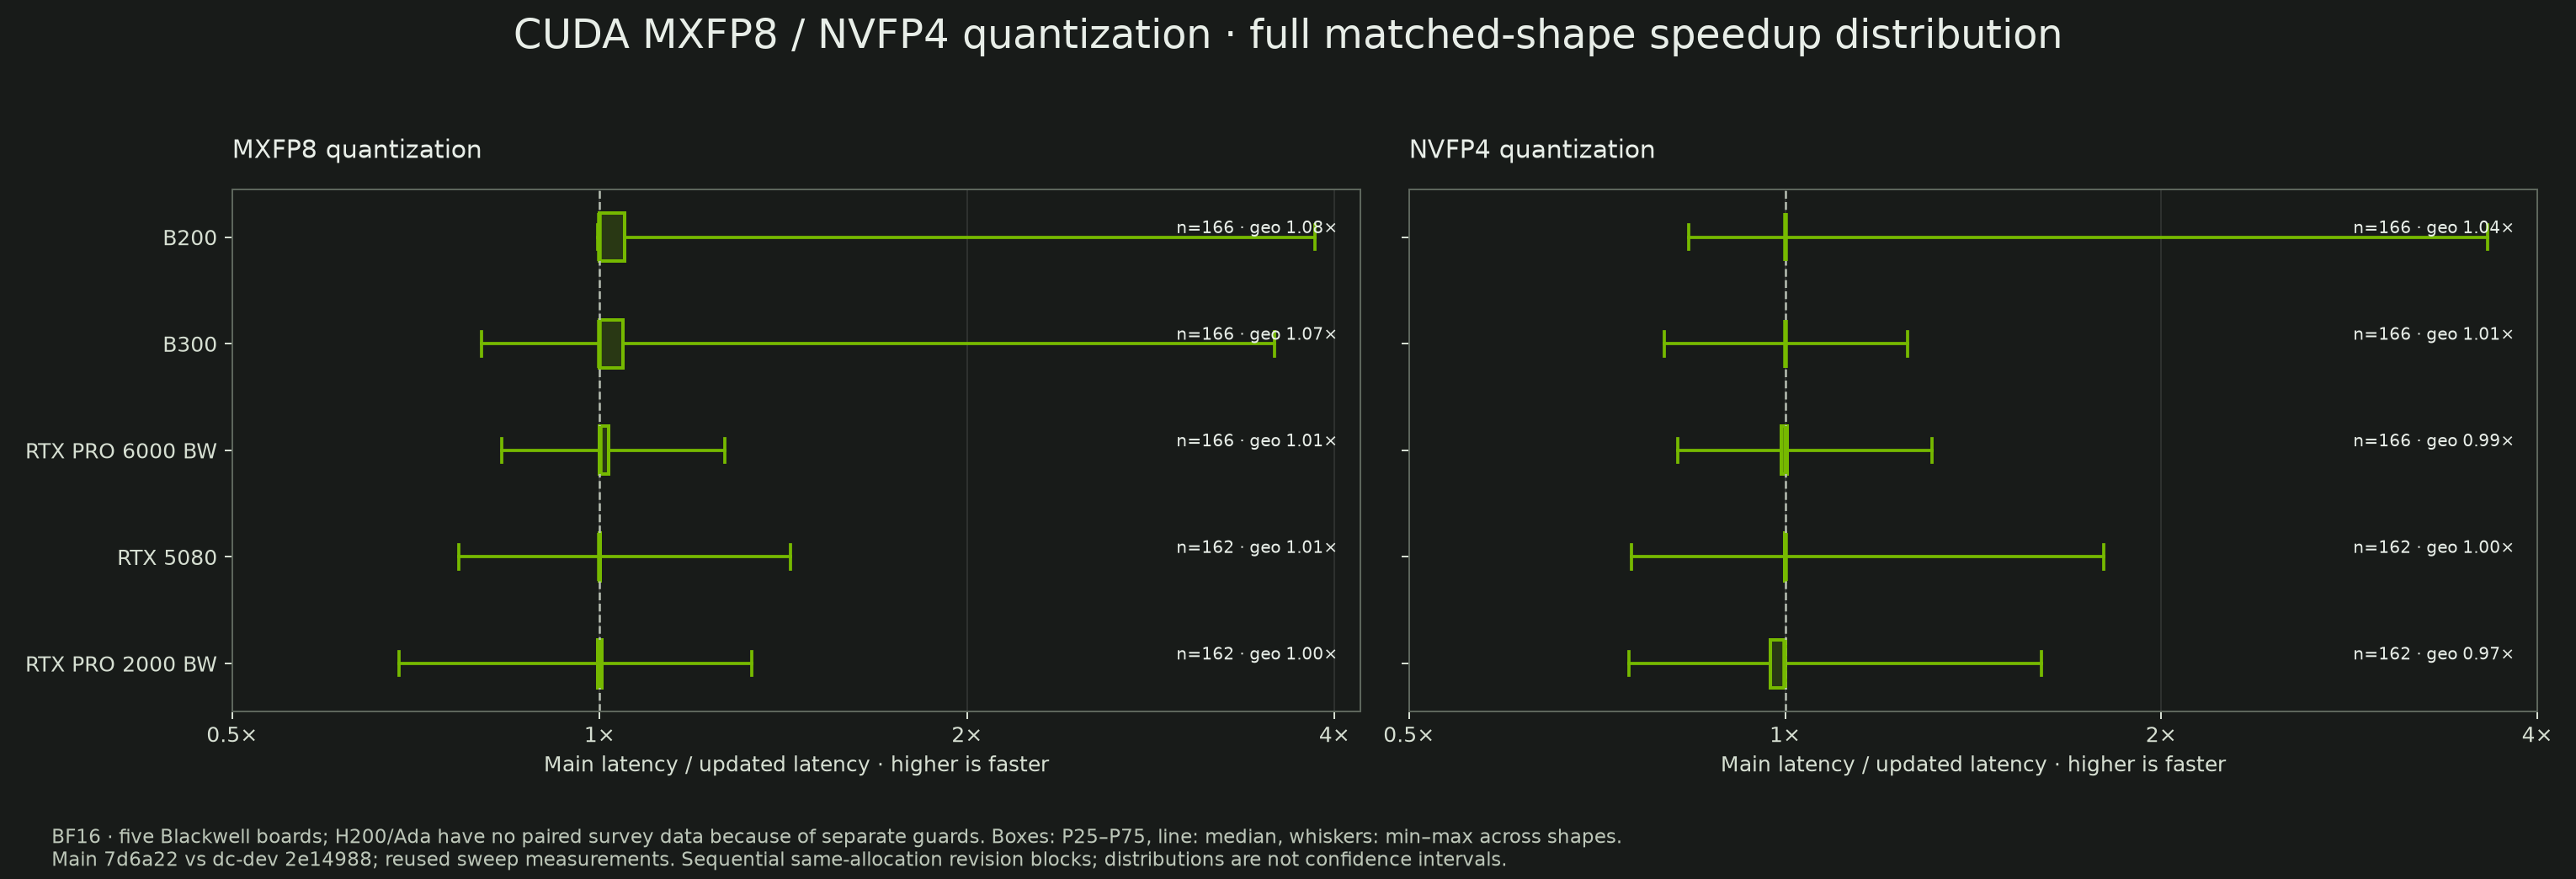 CUDA MXFP8 / NVFP4 quantization · full matched-shape speedup distribution
MXFP8 quantization
B200
n=166 · geo 1.08×
B300
n=166 · geo 1.07×
RTX PRO 6000 BW
n=166 · geo 1.01×
RTX 5080
n=162 · geo 1.01×
RTX PRO 2000 BW
n=162 · geo 1.00×
0.5× 1× 2× 4×
Main latency / updated latency · higher is faster
NVFP4 quantization
n=166 · geo 1.04×
n=166 · geo 1.01×
n=166 · geo 0.99×
n=162 · geo 1.00×
n=162 · geo 0.97×
0.5× 1× 2× 4×
Main latency / updated latency · higher is faster
BF16 · five Blackwell boards; H200/Ada have no paired survey data because of separate guards. Boxes: P25–P75, line: median, whiskers: min–max across shapes.
Main 7d6a22 vs dc-dev 2e14988; reused sweep measurements. Sequential same-allocation revision blocks; distributions are not confidence intervals.